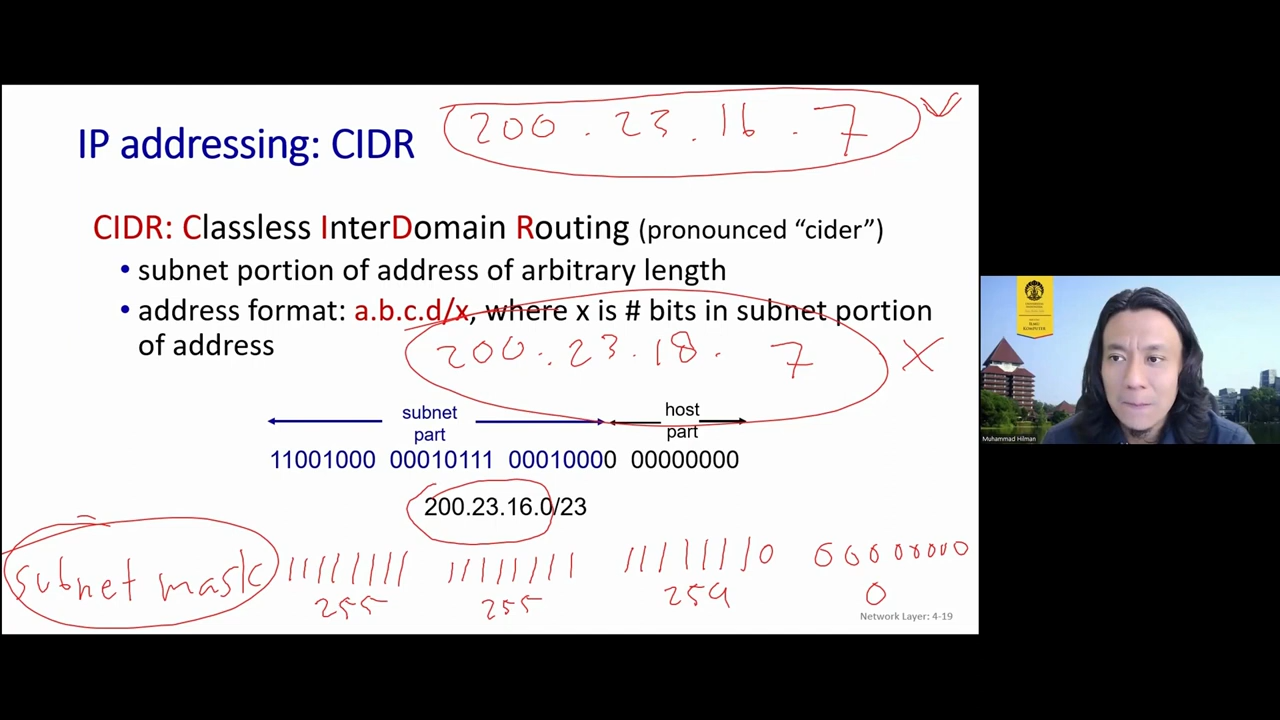 IP addressing: CIDR
200 . 23 . 16 . 7
CIDR: Classless InterDomain Routing (pronounced “cider”)
• subnet portion of address of arbitrary length
• address format: a.b.c.d/x, where x is # bits in subnet portion
of address
200 . 23 . 18 . 7 X
subnet
part
host
part
11001000 00010111 00010000 00000000
200.23.16.0/23
subnet mask 11111111 11111111 11111110 00000000
255 255 254 0
Network Layer: 4-19
Muhammad Hilman